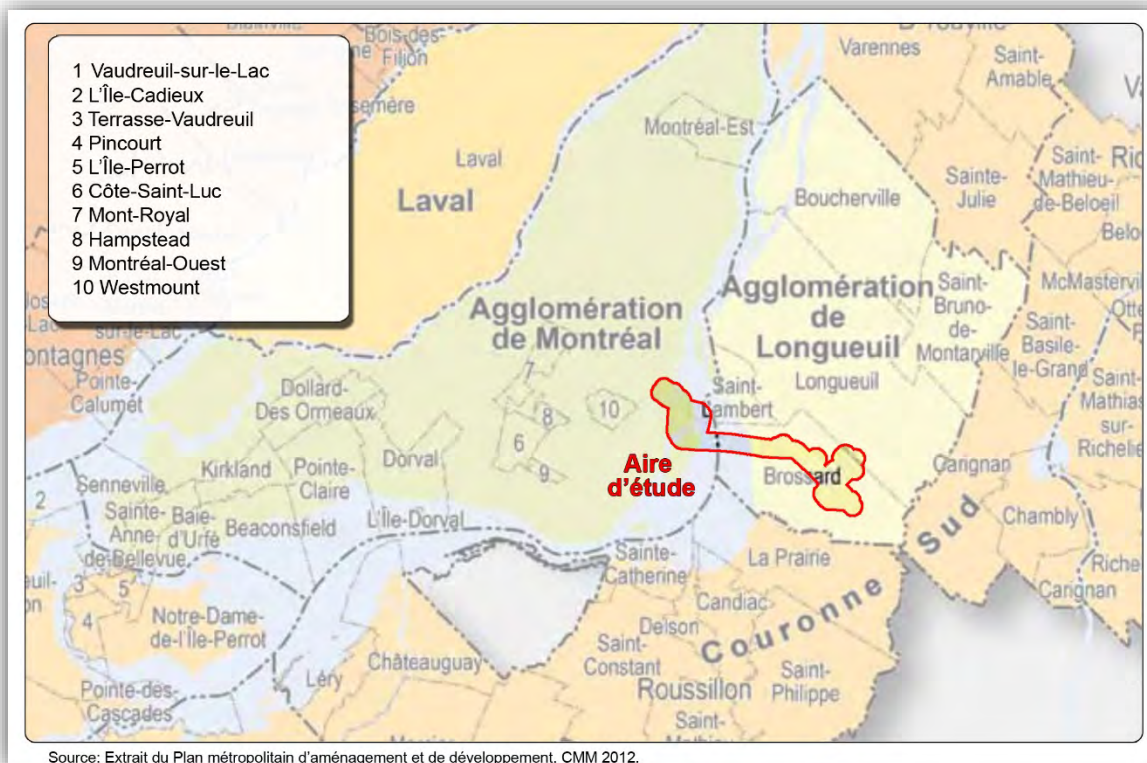 1 Vaudreuil-sur-le-Lac
2 L'Île-Cadieux
3 Terrasse-Vaudreuil
4 Pincourt
5 L'Île-Perrot
6 Côte-Saint-Luc
7 Mont-Royal
8 Hampstead
9 Montréal-Ouest
10 Westmount
Bois-des-
Filion
Varennes
Saint-
Amable
Montréal-Est
Laval
Laval
Boucherville
Sainte-
Julie
Saint-
Mathieu-
de-Beloeil
Agglomération
de Montréal
Agglomération
de
Longueuil
Longueuil
Saint-
Bruno-
de-
Montarville
Saint-
Basile-
le-Grand
sur-le-Lac
Pointe-
Calumet
Dollard-
Des Ormeaux
7
8
10
6
9
Saint-
Lambert
Aire
d'étude
Brossard
Carignan
Chambly
Carignan
Kirkland
Pointe-
Claire
Dorval
Senneville
2
Sainte-
Anne-
de-Bellevue
Baie-
d'Urfé
Beaconsfield
L'Île-Dorval
3
5
4
Notre-Dame-
de-l'Île-Perrot
Sainte-
Catherine
La Prairie
Candiac
Delson
Saint-
Constant
Couronne Sud
Roussillon
Saint-
Philippe
Saint-
Châteauguay
Léry
Pointe-des-
Cascades
Source: Extrait du Plan métropolitain d'aménagement et de développement. CMM 2012.